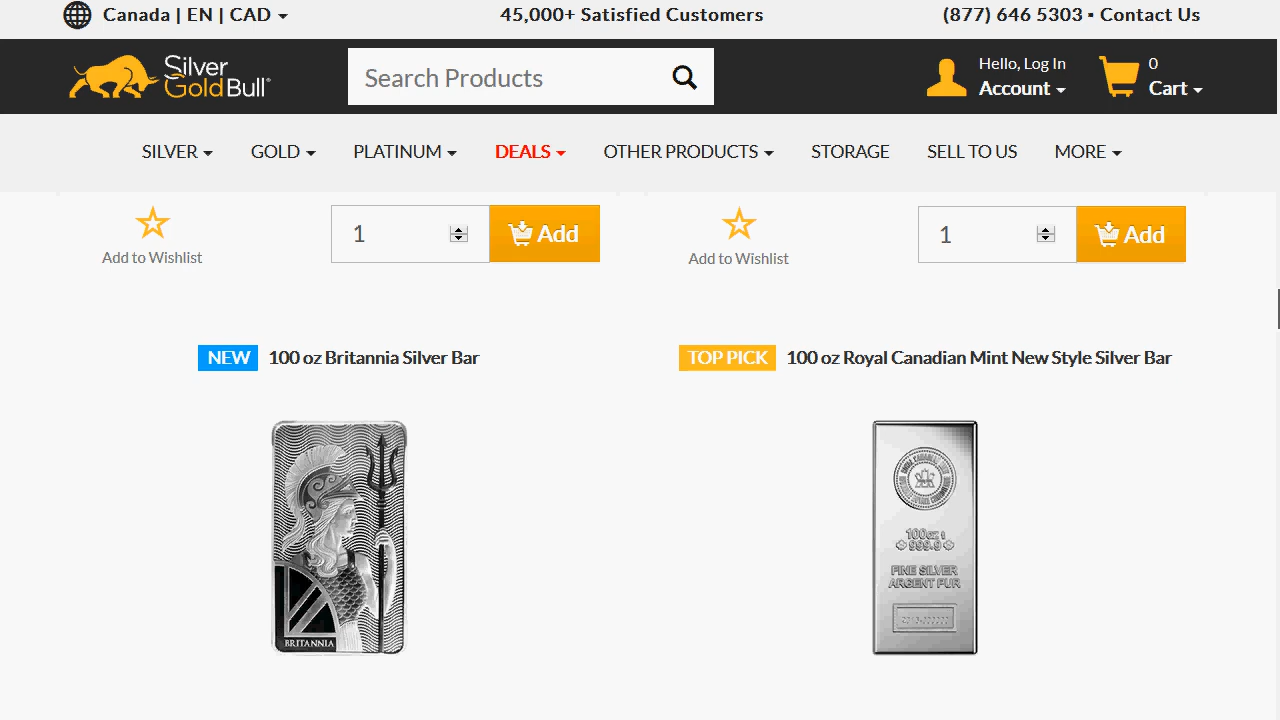 Canada | EN | CAD
45,000+ Satisfied Customers
(877) 646 5303 ▪ Contact Us
Silver
Gold Bull
Search Products
Hello, Log In
Account
0
Cart
SILVER
GOLD
PLATINUM
DEALS
OTHER PRODUCTS
STORAGE
SELL TO US
MORE
Add to Wishlist
1
Add
Add to Wishlist
1
Add
NEW 100 oz Britannia Silver Bar
TOP PICK 100 oz Royal Canadian Mint New Style Silver Bar
BRITANNIA
100oz t
999.9
FINE SILVER
ARGENT PUR